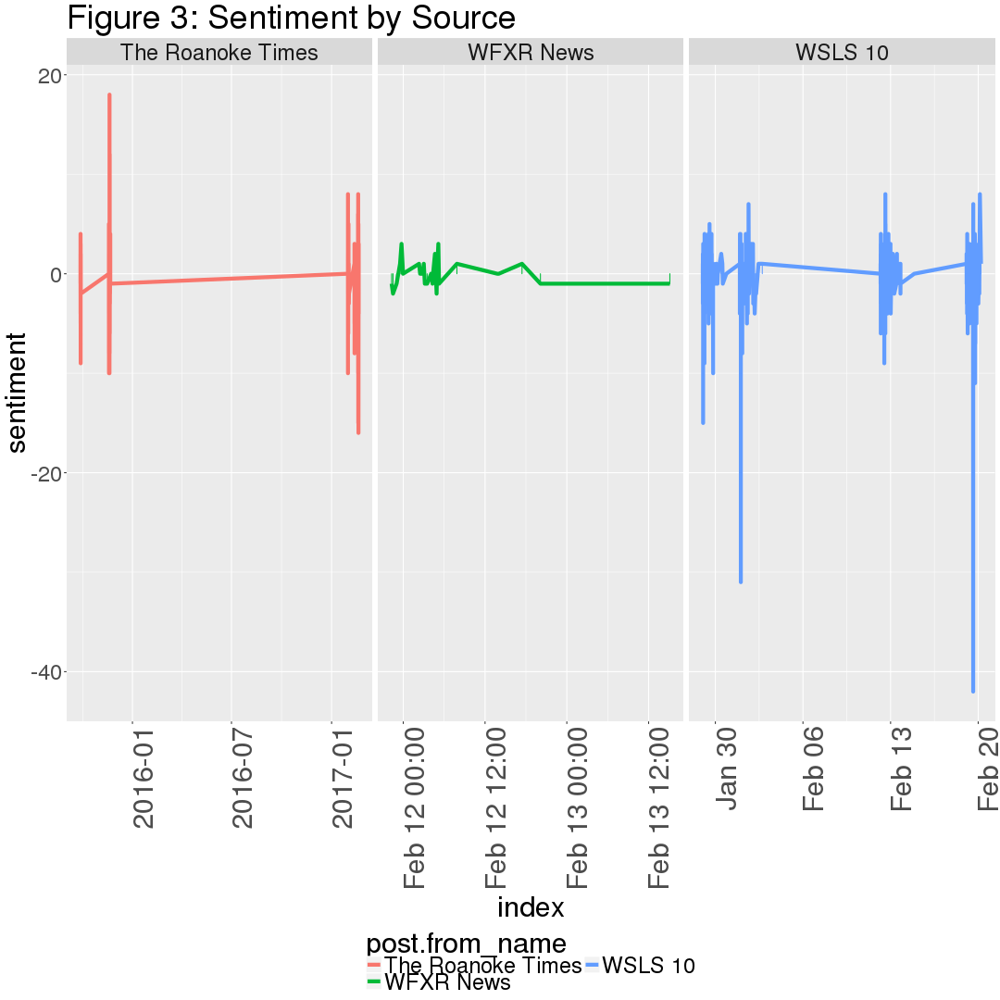 Figure 3: Sentiment by Source
The Roanoke Times WFXR News WSLS 10
20
0
-20
-40
sentiment
2016-01 2016-07 2017-01 Feb 12 00:00 Feb 12 12:00 Feb 13 00:00 Feb 13 12:00 Jan 30 Feb 06 Feb 13 Feb 20
index
post.from_name
The Roanoke Times WSLS 10
WFXR News